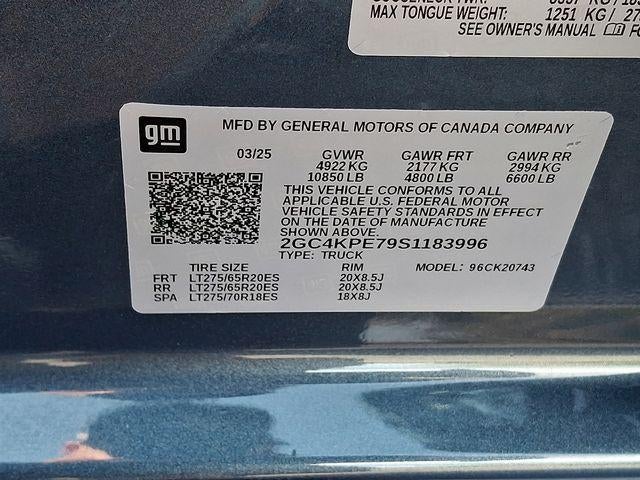 MAX TONGUE WEIGHT: 1251 KG/ 27
SEE OWNER'S MANUAL
gm
MFD BY GENERAL MOTORS OF CANADA COMPANY
03/25 GVWR GAWR FRT GAWR RR
4922 KG 2177 KG 2994 KG
10850 LB 4800 LB 6600 LB
THIS VEHICLE CONFORMS TO ALL
APPLICABLE U.S. FEDERAL MOTOR
VEHICLE SAFETY STANDARDS IN EFFECT
ON THE DATE OF MANUFACTURE
SHOWN ABOVE.
2GC4KPE79S1183996
TYPE: TRUCK
TIRE SIZE RIM MODEL: 96CK20743
FRT LT275/65R20ES 20X8.5J
RR LT275/65R20ES 20X8.5J
SPA LT275/70R18ES 18X8J